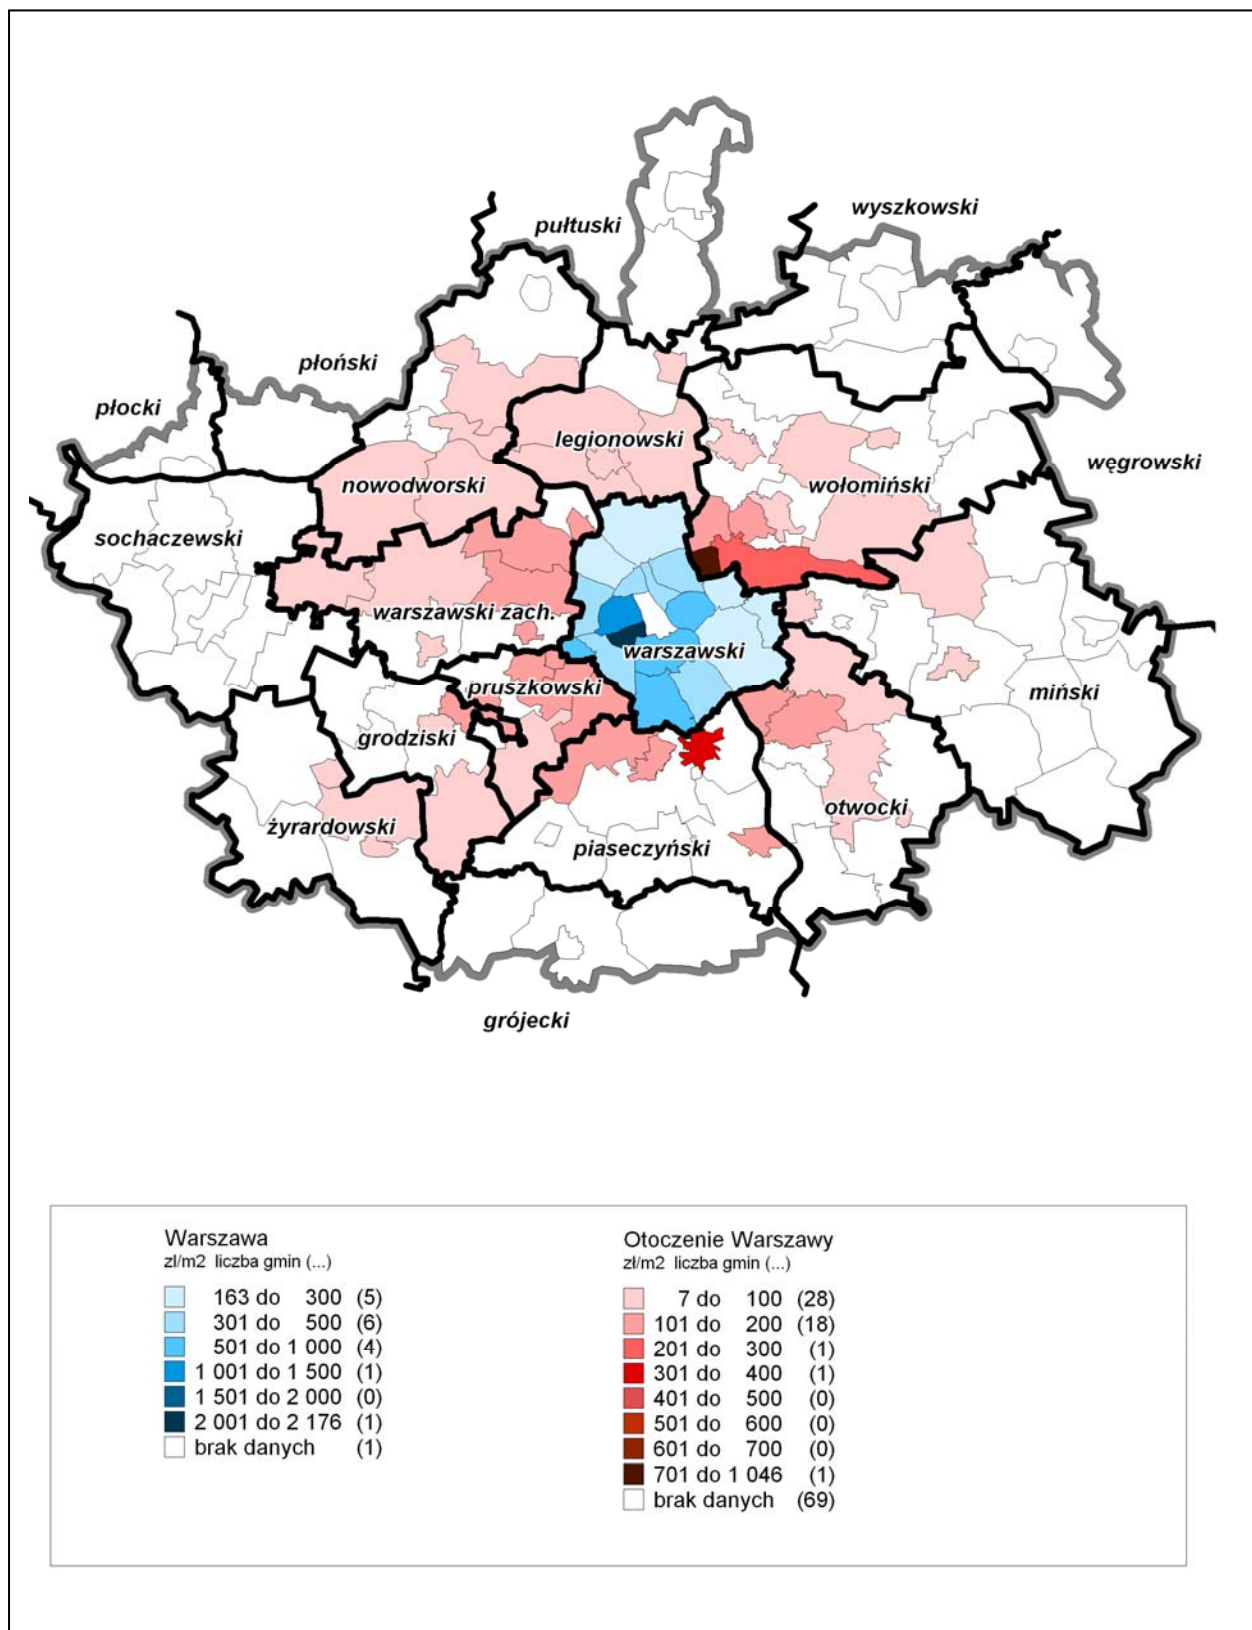 wyszkowski
pułtuski
płoński
płocki
legionowski
węgrowski
nowodworski
wołomiński
sochaczewski
warszawski zach.
warszawski
pruszkowski
miński
grodziski
otwocki
żyrardowski
piaseczyński
grójecki
Warszawa
zł/m2 liczba gmin (...)
163 do 300 (5)
301 do 500 (6)
501 do 1 000 (4)
1 001 do 1 500 (1)
1 501 do 2 000 (0)
2 001 do 2 176 (1)
brak danych (1)
Otoczenie Warszawy
zł/m2 liczba gmin (...)
7 do 100 (28)
101 do 200 (18)
201 do 300 (1)
301 do 400 (1)
401 do 500 (0)
501 do 600 (0)
601 do 700 (0)
701 do 1 046 (1)
brak danych (69)